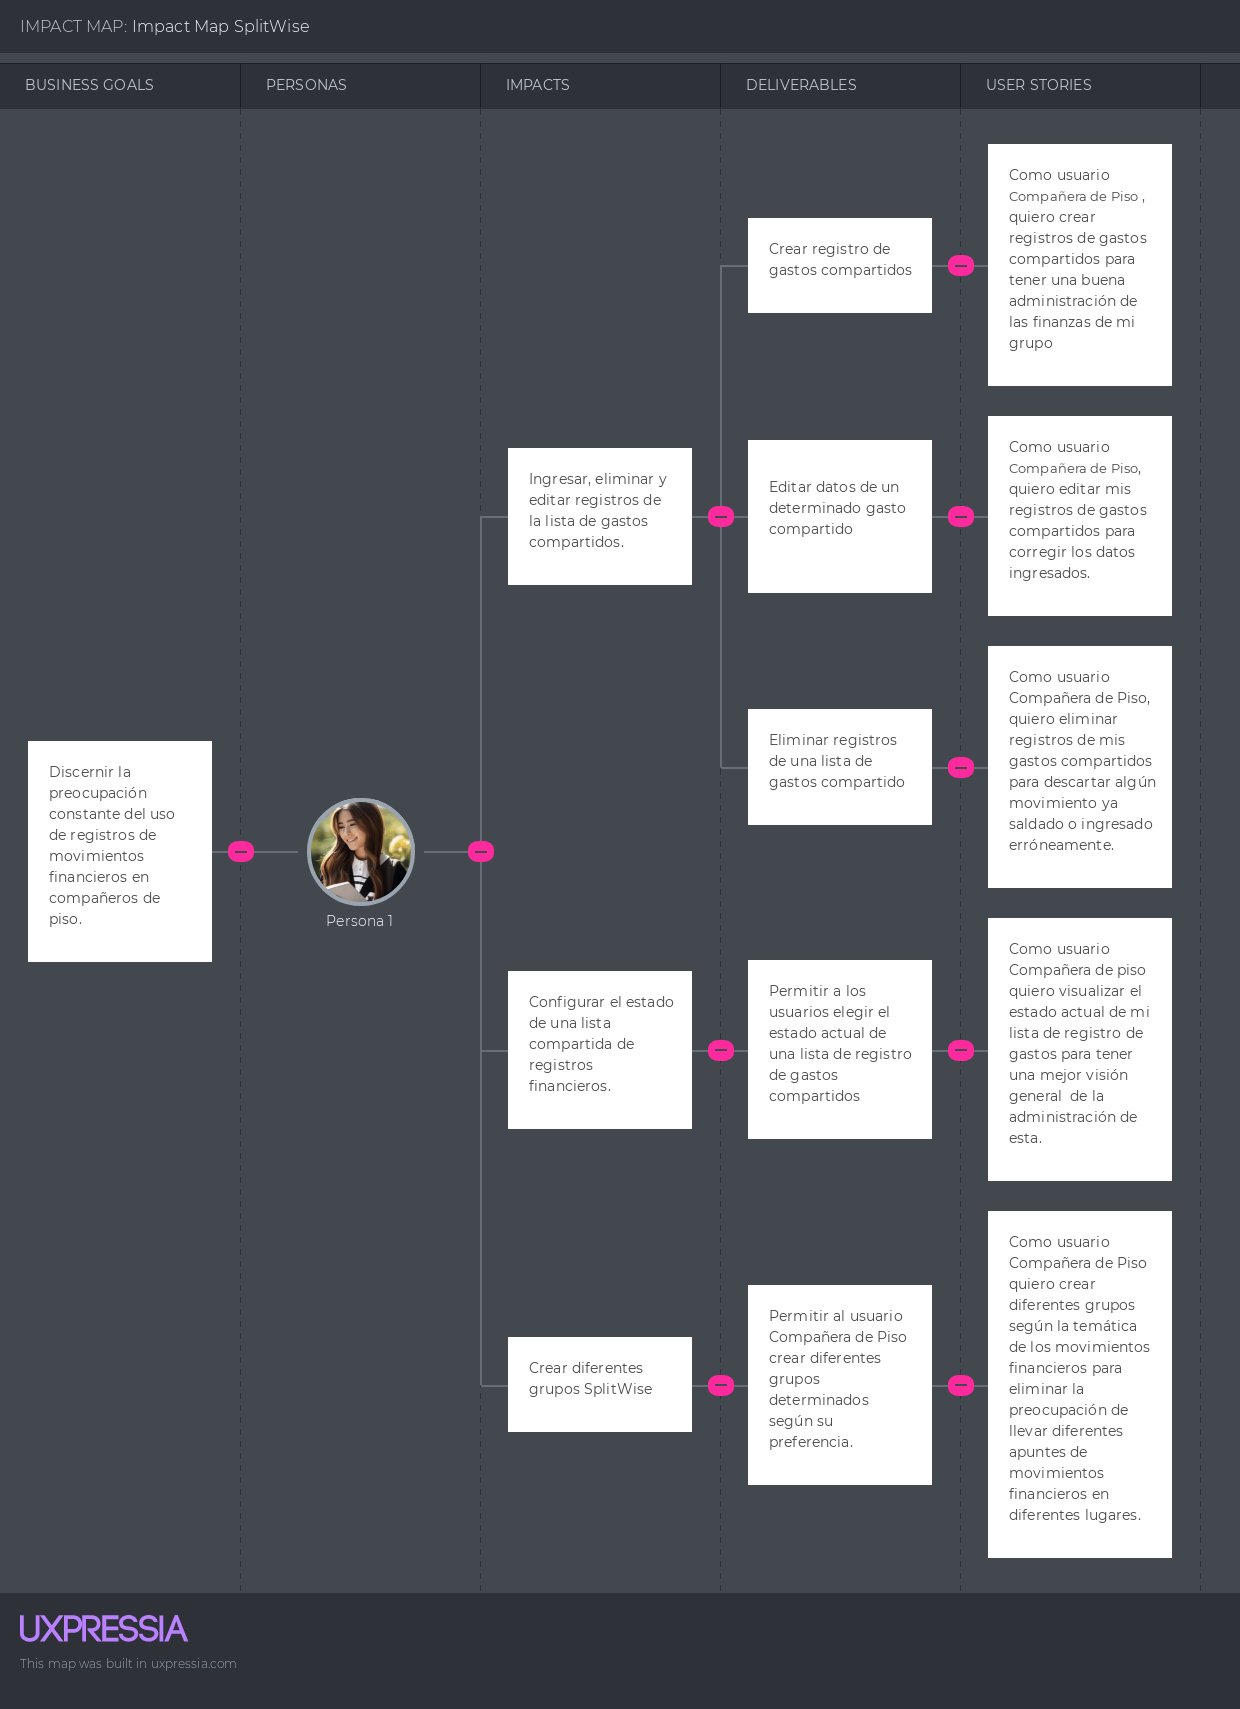 IMPACT MAP: Impact Map SplitWise
BUSINESS GOALS
PERSONAS
IMPACTS
DELIVERABLES
USER STORIES
Discernir la
preocupación
constante del uso
de registros de
movimientos
financieros en
compañeros de
piso.
Persona 1
Ingresar, eliminar y
editar registros de
la lista de gastos
compartidos.
Crear registro de
gastos compartidos
Como usuario
Compañera de Piso ,
quiero crear
registros de gastos
compartidos para
tener una buena
administración de
las finanzas de mi
grupo
Editar datos de un
determinado gasto
compartido
Como usuario
Compañera de Piso,
quiero editar mis
registros de gastos
compartidos para
corregir los datos
ingresados.
Eliminar registros
de una lista de
gastos compartido
Como usuario
Compañera de Piso,
quiero eliminar
registros de mis
gastos compartidos
para descartar algún
movimiento ya
saldado o ingresado
erróneamente.
Configurar el estado
de una lista
compartida de
registros
financieros.
Permitir a los
usuarios elegir el
estado actual de
una lista de registro
de gastos
compartidos
Como usuario
Compañera de piso
quiero visualizar el
estado actual de mi
lista de registro de
gastos para tener
una mejor visión
general  de la
administración de
esta.
Crear diferentes
grupos SplitWise
Permitir al usuario
Compañera de Piso
crear diferentes
grupos
determinados
según su
preferencia.
Como usuario
Compañera de Piso
quiero crear
diferentes grupos
según la temática
de los movimientos
financieros para
eliminar la
preocupación de
llevar diferentes
apuntes de
movimientos
financieros en
diferentes lugares.
UXPRESSIA
This map was built in uxpressia.com